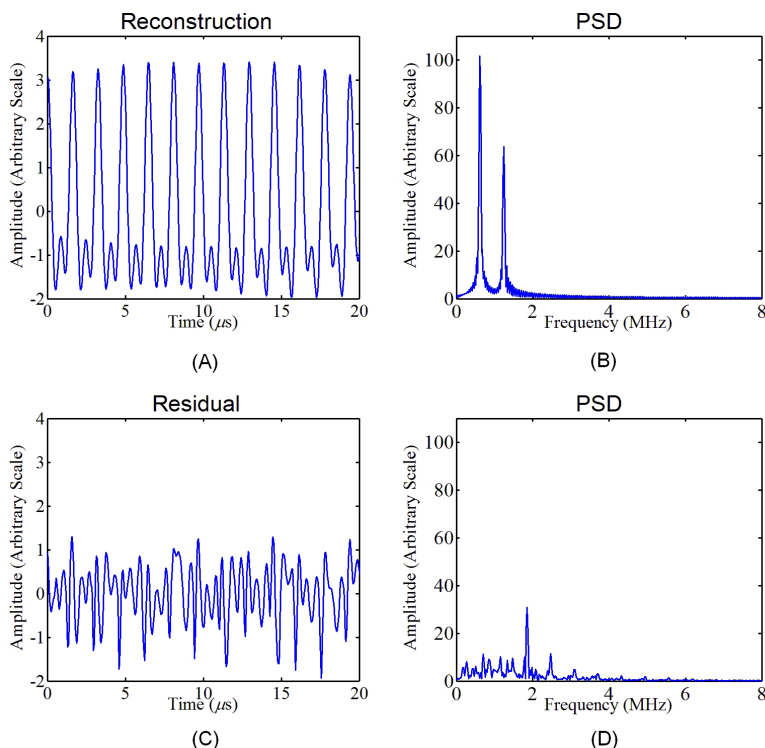 Reconstruction
Amplitude (Arbitrary Scale)
4
3
2
1
0
-1
-2
0 5 10 15 20
Time (μs)
(A)
PSD
Amplitude (Arbitrary Scale)
100
80
60
40
20
0
0 2 4 6 8
Frequency (MHz)
(B)
Residual
Amplitude (Arbitrary Scale)
4
3
2
1
0
-1
-2
0 5 10 15 20
Time (μs)
(C)
PSD
Amplitude (Arbitrary Scale)
100
80
60
40
20
0
0 2 4 6 8
Frequency (MHz)
(D)